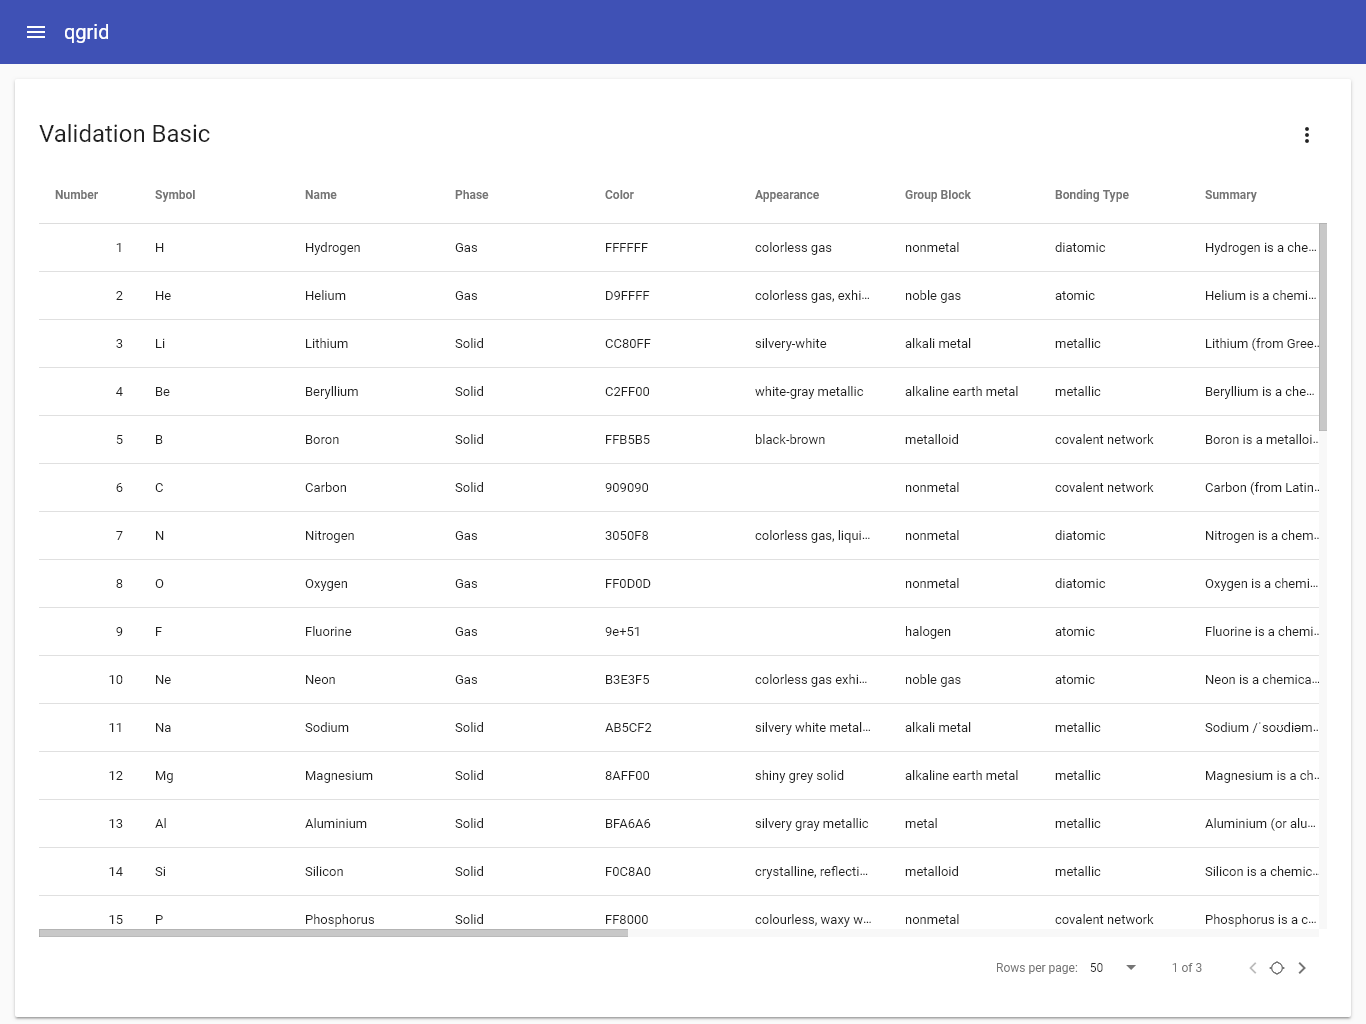 qgrid
Validation Basic
Number Symbol Name Phase Color Appearance Group Block Bonding Type Summary
1 H Hydrogen Gas FFFFFF colorless gas nonmetal diatomic Hydrogen is a che…
2 He Helium Gas D9FFFF colorless gas, exhi… noble gas atomic Helium is a chemi…
3 Li Lithium Solid CC80FF silvery-white alkali metal metallic Lithium (from Gree…
4 Be Beryllium Solid C2FF00 white-gray metallic alkaline earth metal metallic Beryllium is a che…
5 B Boron Solid FFB5B5 black-brown metalloid covalent network Boron is a metalloi…
6 C Carbon Solid 909090 nonmetal covalent network Carbon (from Latin…
7 N Nitrogen Gas 3050F8 colorless gas, liqui… nonmetal diatomic Nitrogen is a chem…
8 O Oxygen Gas FF0D0D nonmetal diatomic Oxygen is a chemi…
9 F Fluorine Gas 9e+51 halogen atomic Fluorine is a chemi…
10 Ne Neon Gas B3E3F5 colorless gas exhi… noble gas atomic Neon is a chemica…
11 Na Sodium Solid AB5CF2 silvery white metal… alkali metal metallic Sodium /ˈsoʊdiəm…
12 Mg Magnesium Solid 8AFF00 shiny grey solid alkaline earth metal metallic Magnesium is a ch…
13 Al Aluminium Solid BFA6A6 silvery gray metallic metal metallic Aluminium (or alu…
14 Si Silicon Solid F0C8A0 crystalline, reflecti… metalloid metallic Silicon is a chemic…
15 P Phosphorus Solid FF8000 colourless, waxy w… nonmetal covalent network Phosphorus is a c…
Rows per page: 50 1 of 3